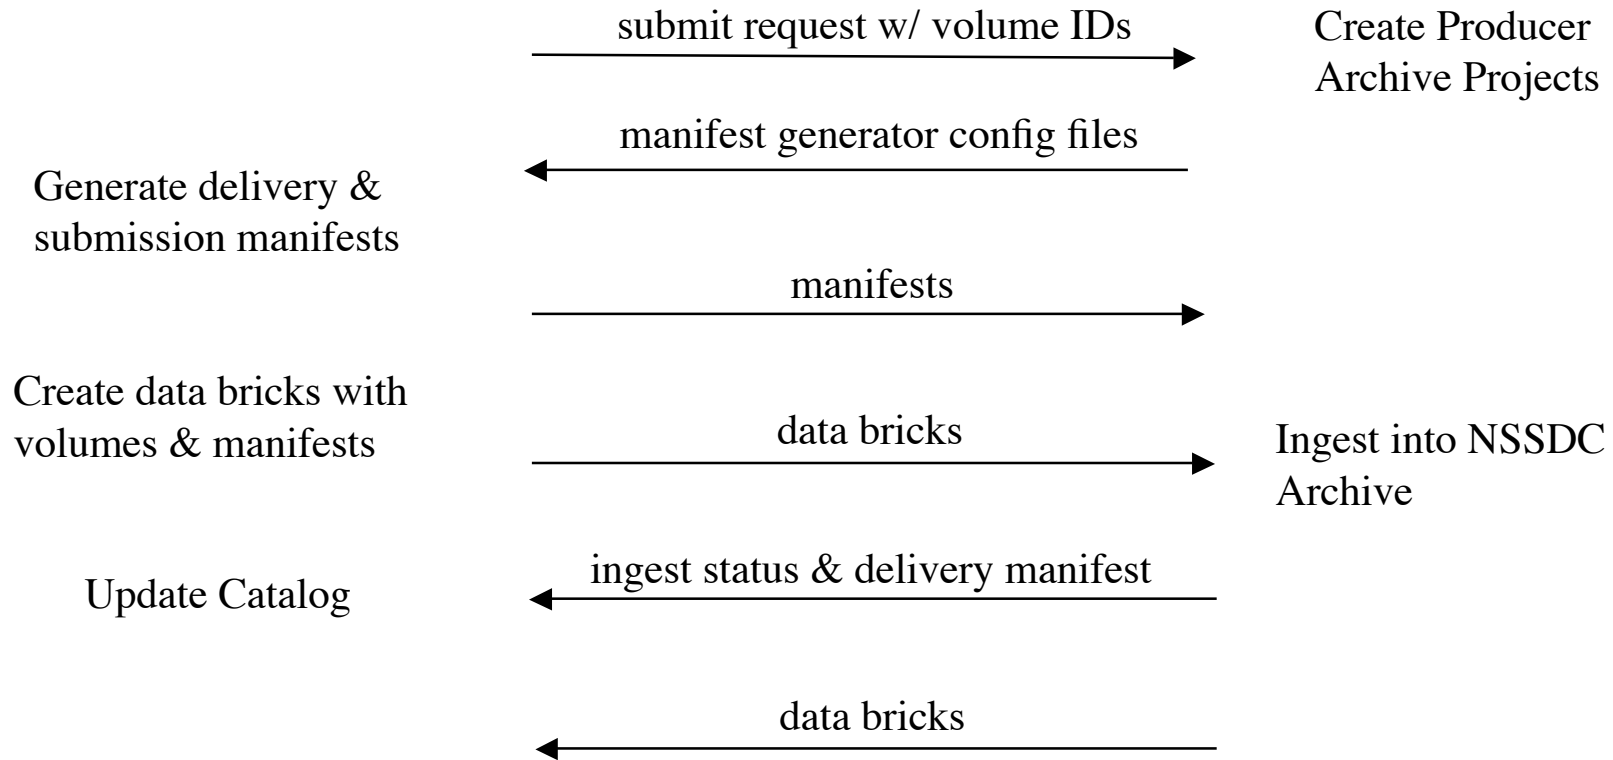 submit request w/ volume IDs
Create Producer
Archive Projects
manifest generator config files
Generate delivery &
submission manifests
manifests
Create data bricks with
volumes & manifests
data bricks
Ingest into NSSDC
Archive
ingest status & delivery manifest
Update Catalog
data bricks